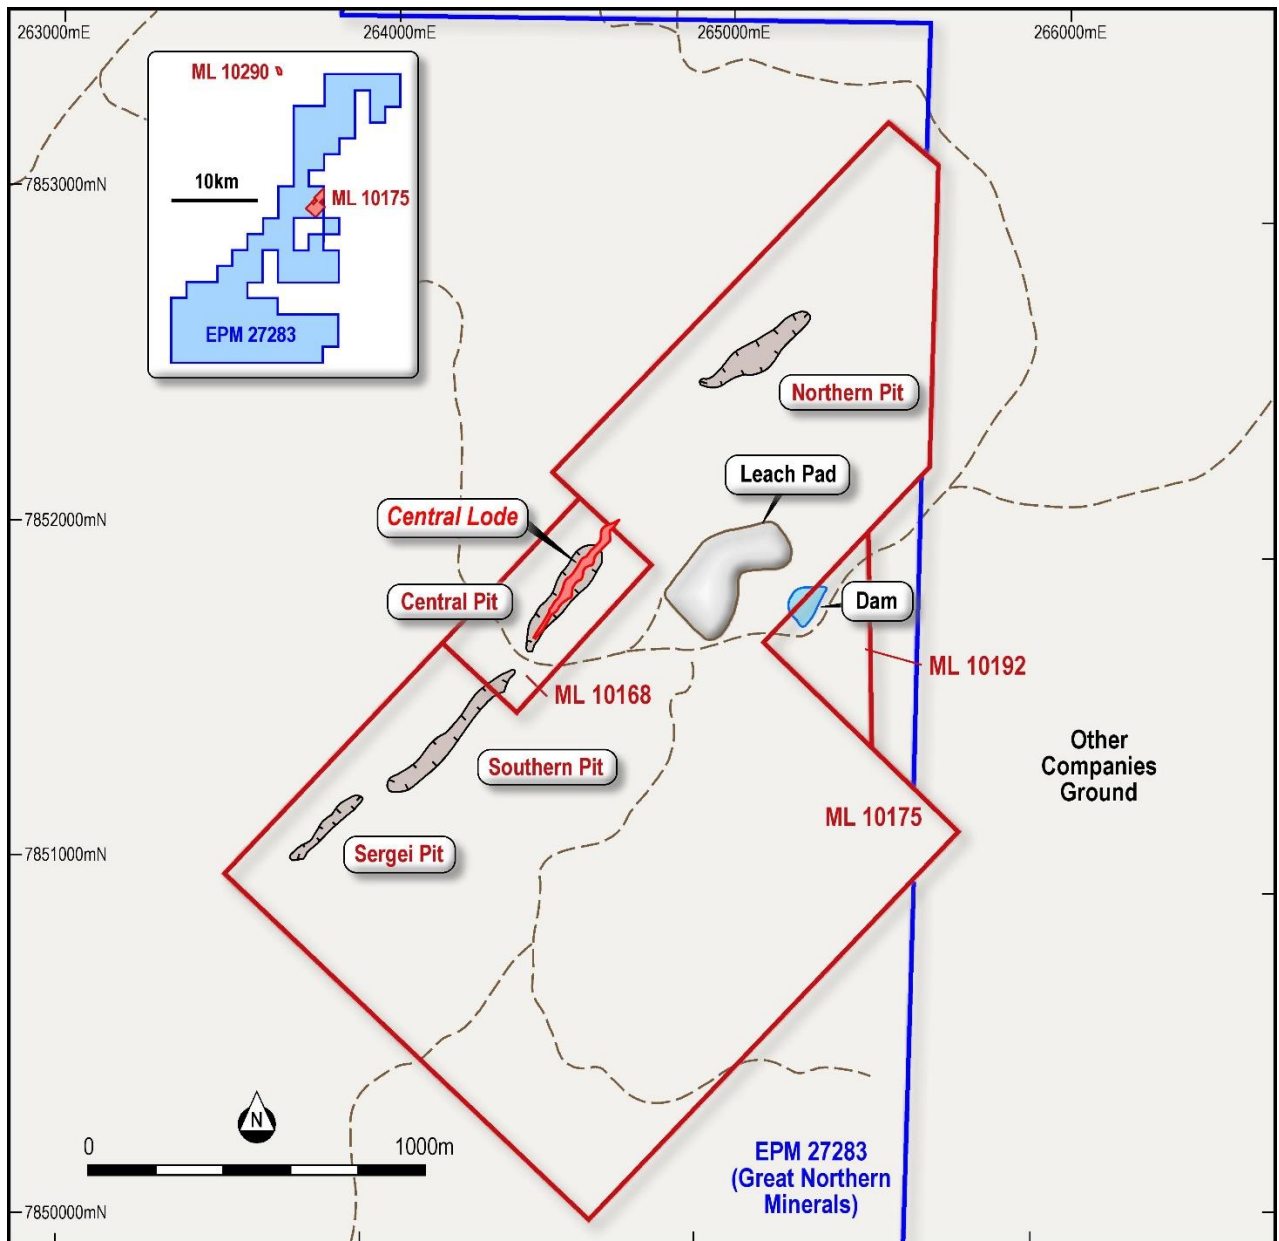 263000mE
264000mE
265000mE
266000mE
ML 10290
10km
ML 10175
EPM 27283
7853000mN
Northern Pit
Leach Pad
Central Lode
7852000mN
Central Pit
Dam
ML 10192
ML 10168
Other
Companies
Ground
Southern Pit
ML 10175
Sergei Pit
7851000mN
N
0
1000m
EPM 27283
(Great Northern
Minerals)
7850000mN